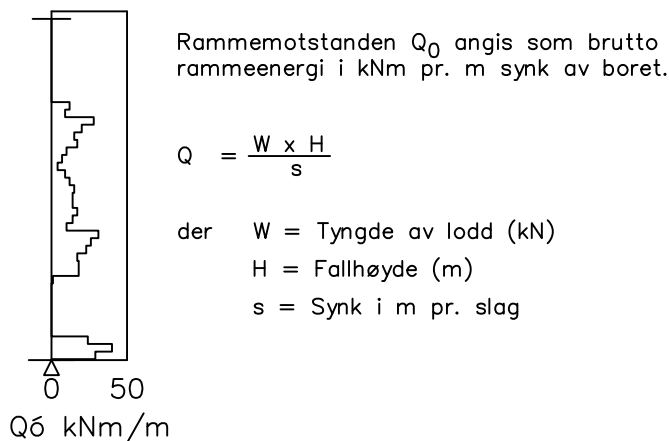 Rammemotstanden Q0 angis som brutto
rammeenergi i kNm pr. m synk av boret.
Q = W x H / s
der W = Tyngde av lodd (kN)
H = Fallhøyde (m)
s = Synk i m pr. slag
0 50
Qó kNm/m